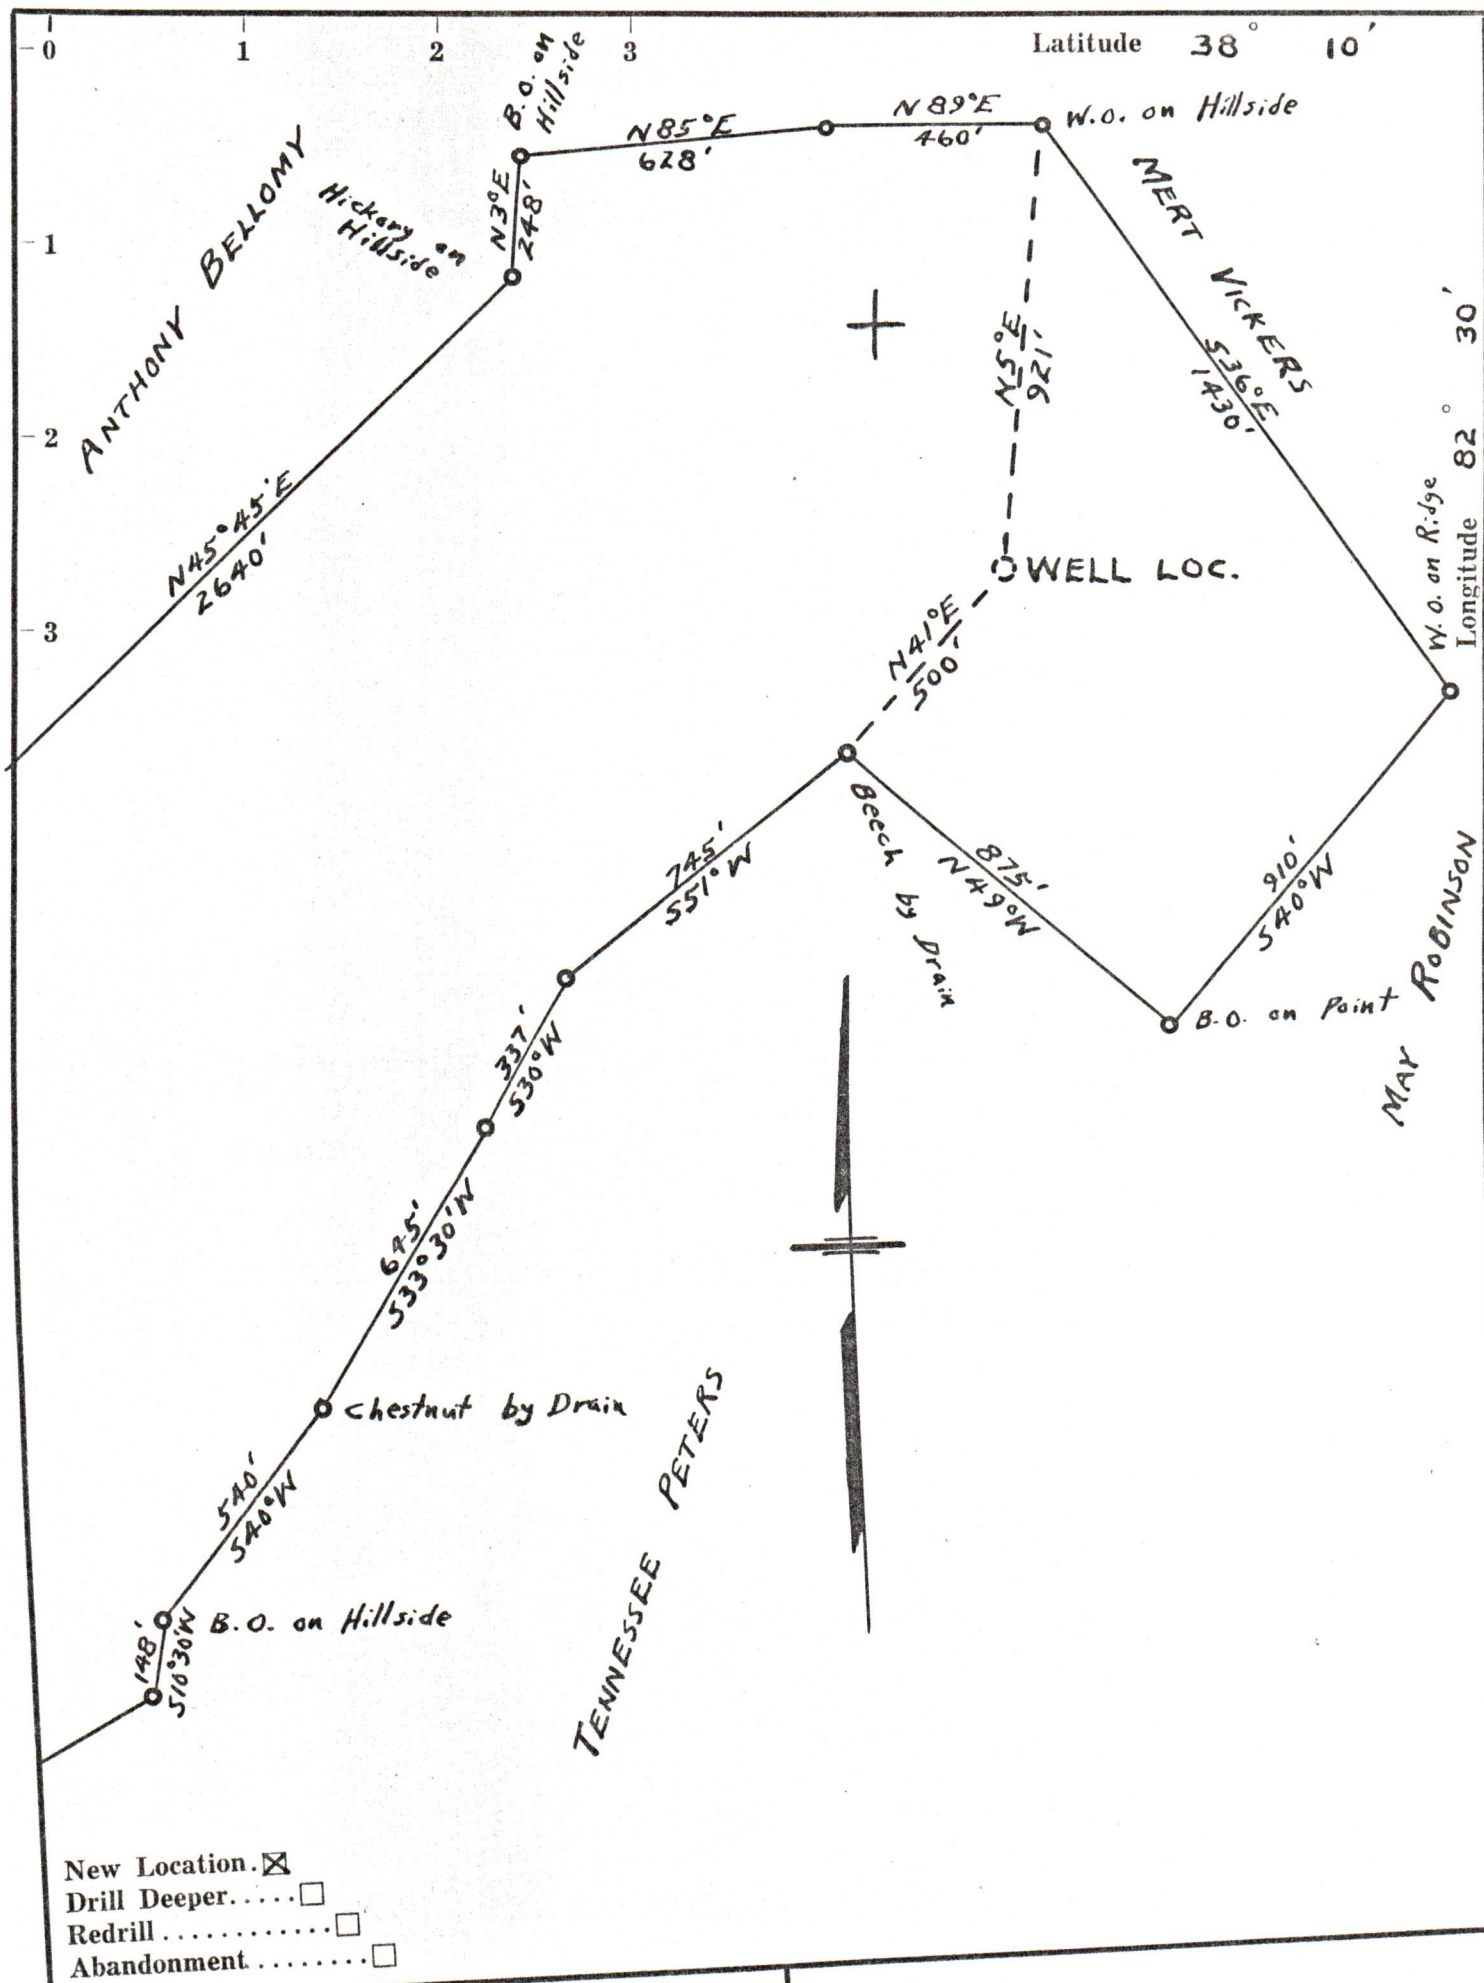 0 1 2 3 Latitude 38° 10'
B.O. on
Hillside
N85°E
628'
N89°E
460'
W.O. on Hillside
ANTHONY BELLOMY
Hickory on
Hillside
N3°E
248'
MERT VICKERS
1
N5°E
921'
S36°E
1430'
Longitude 82° 30'
2
N45°45'E
2640'
W.O. on Ridge
WELL LOC.
3
N41°E
500'
Beech by Drain
745'
S51°W
875'
N49°W
910'
S40°W
MAY ROBINSON
B.O. on Point
337'
S30°W
S33°30'W
Chestnut by Drain
TENNESSEE PETERS
540'
S40°W
B.O. on Hillside
148'
S10°30'W
New Location. ☒
Drill Deeper..... ☐
Redrill ............ ☐
Abandonment......... ☐